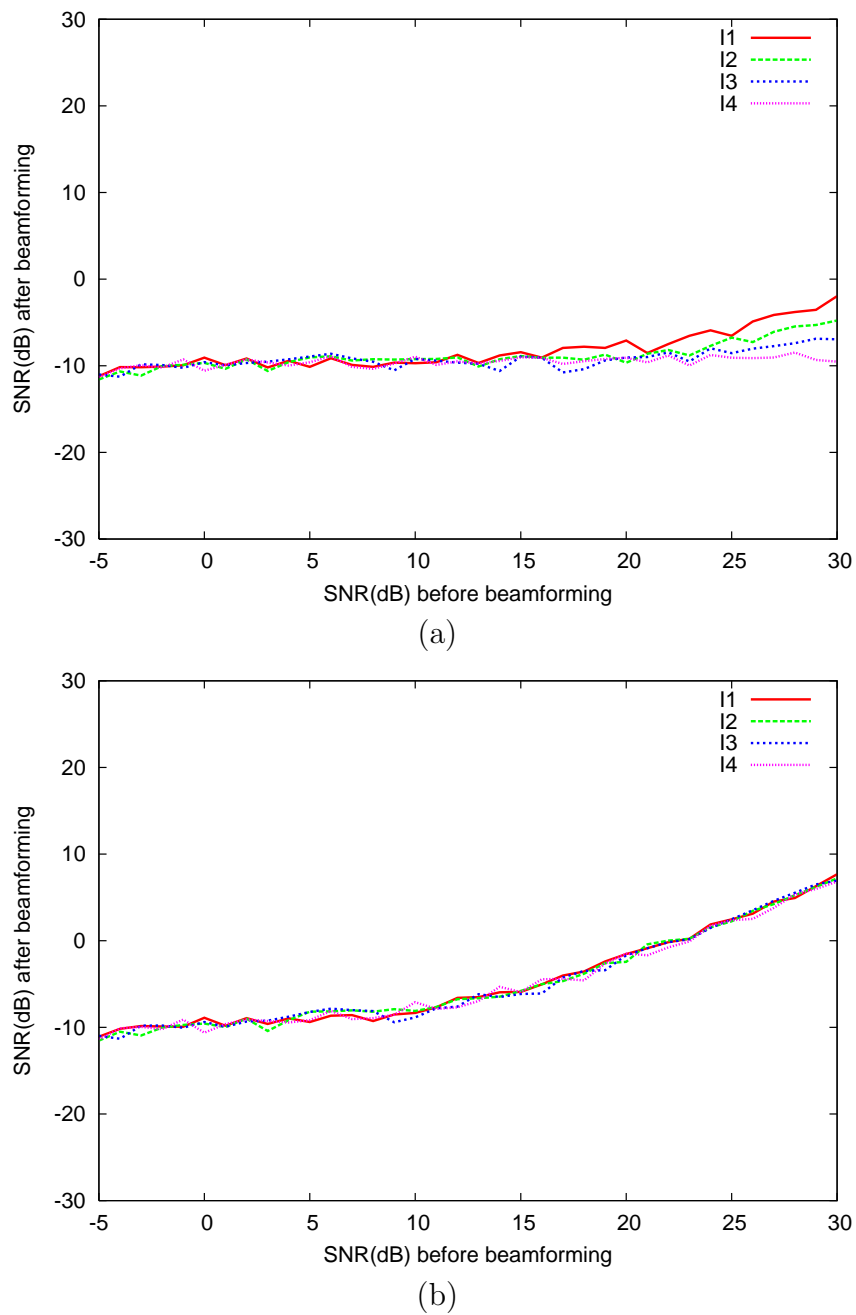 30
20
10
0
-10
-20
-30
SNR(dB) after beamforming
I1
I2
I3
I4
-5 0 5 10 15 20 25 30
SNR(dB) before beamforming
(a)
30
20
10
0
-10
-20
-30
SNR(dB) after beamforming
I1
I2
I3
I4
-5 0 5 10 15 20 25 30
SNR(dB) before beamforming
(b)